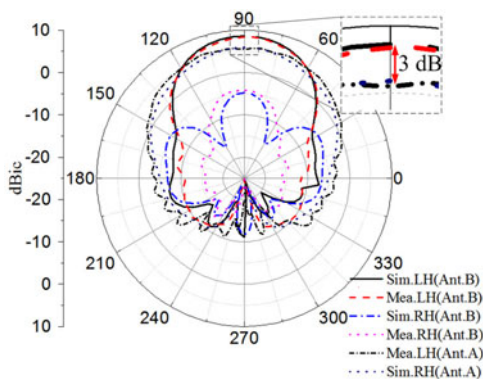 90
120
60
150
180
0
210
330
240
300
270
10
0
-10
-20
-20
-10
0
10
dBic
3 dB
Sim.LH(Ant.B)
Mea.LH(Ant.B)
Sim.RH(Ant.B)
Mea.RH(Ant.B)
Mea.LH(Ant.A)
Sim.RH(Ant.A)